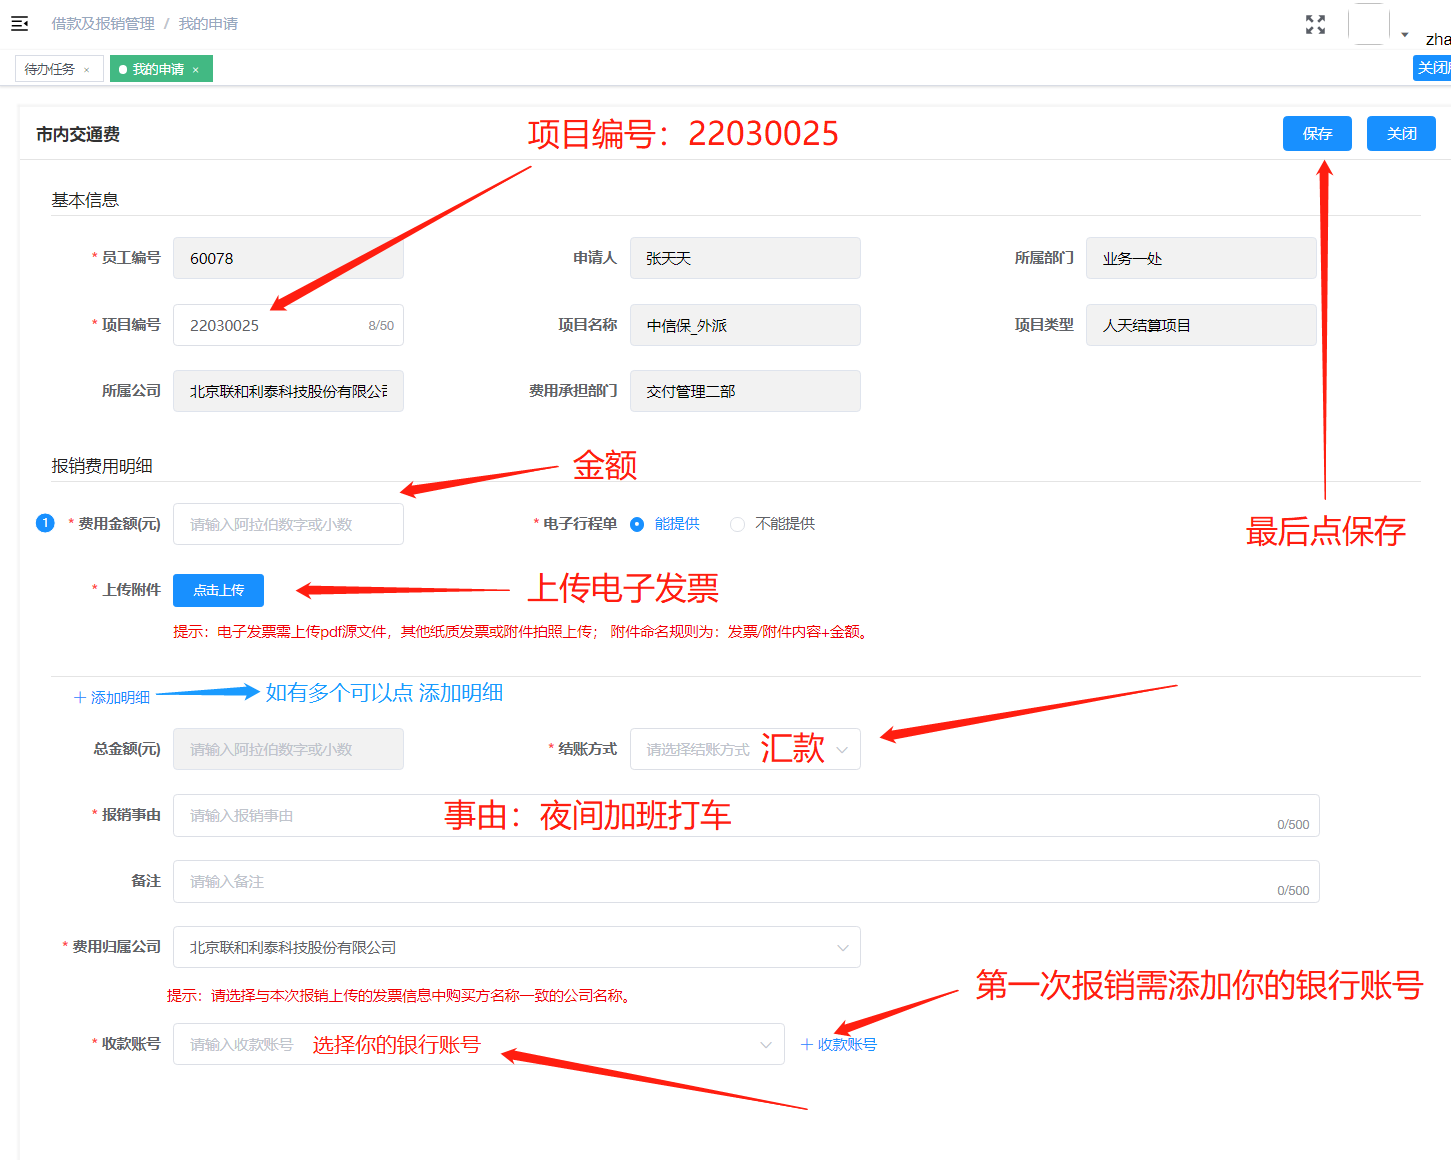 借款及报销管理 / 我的申请
zha
待办任务 ×
我的申请 ×
关闭
市内交通费
项目编号：22030025
保存
关闭
基本信息
* 员工编号 60078
申请人 张天天
所属部门 业务一处
* 项目编号 22030025 8/50
项目名称 中信保_外派
项目类型 人天结算项目
所属公司 北京联和利泰科技股份有限公司
费用承担部门 交付管理二部
报销费用明细
金额
1 * 费用金额(元) 请输入阿拉伯数字或小数
* 电子行程单 能提供 不能提供
最后点保存
* 上传附件 点击上传
上传电子发票
提示：电子发票需上传pdf源文件，其他纸质发票或附件拍照上传； 附件命名规则为：发票/附件内容+金额。
+ 添加明细
如有多个可以点 添加明细
总金额(元) 请输入阿拉伯数字或小数
* 结账方式 请选择结账方式 汇款
* 报销事由 请输入报销事由 0/500
事由：夜间加班打车
备注 请输入备注 0/500
* 费用归属公司 北京联和利泰科技股份有限公司
提示：请选择与本次报销上传的发票信息中购买方名称一致的公司名称。
第一次报销需添加你的银行账号
* 收款账号 请输入收款账号 选择你的银行账号
+ 收款账号